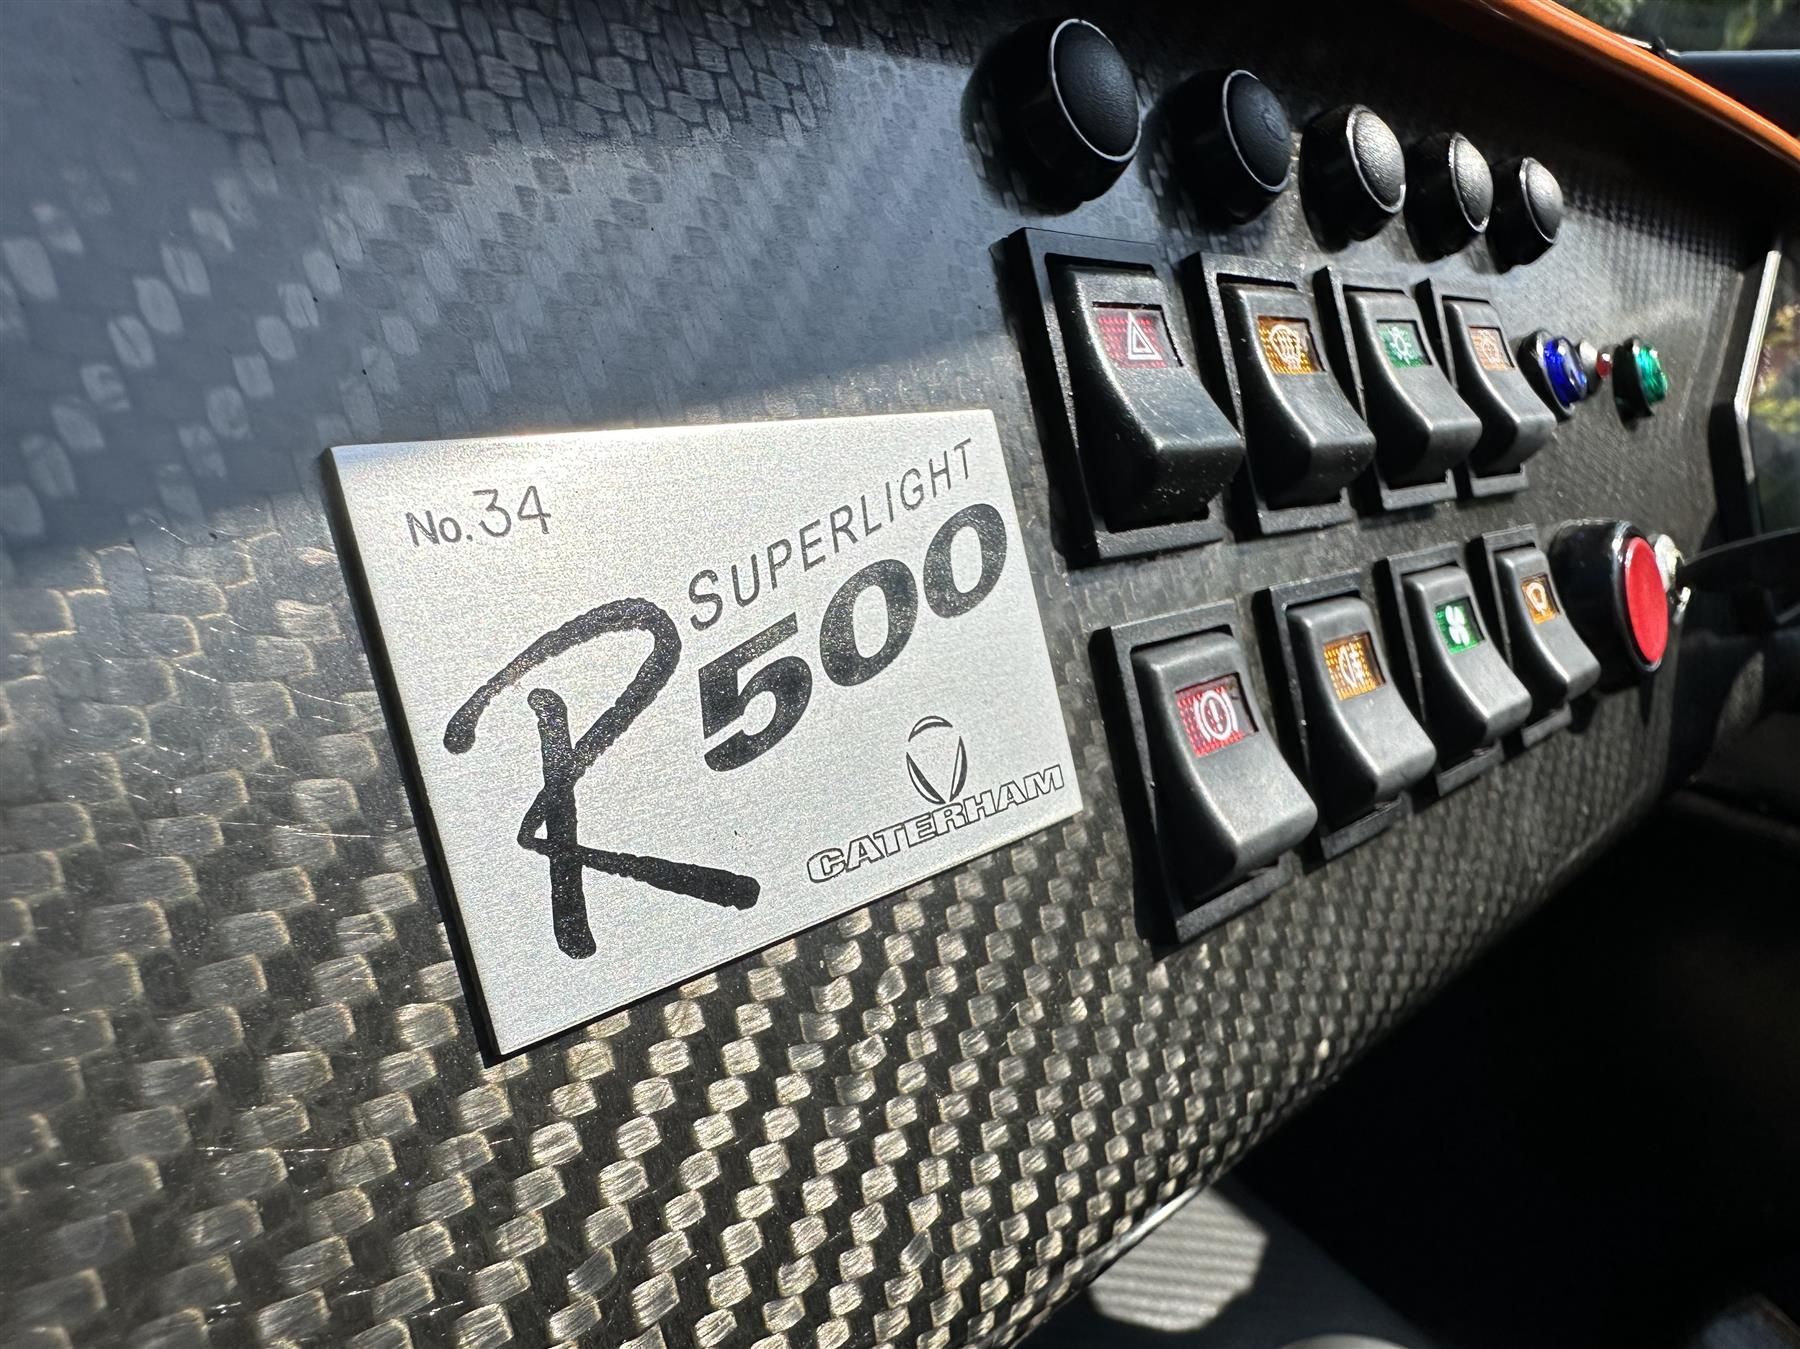 No. 34
SUPERLIGHT
R500
CATERHAM